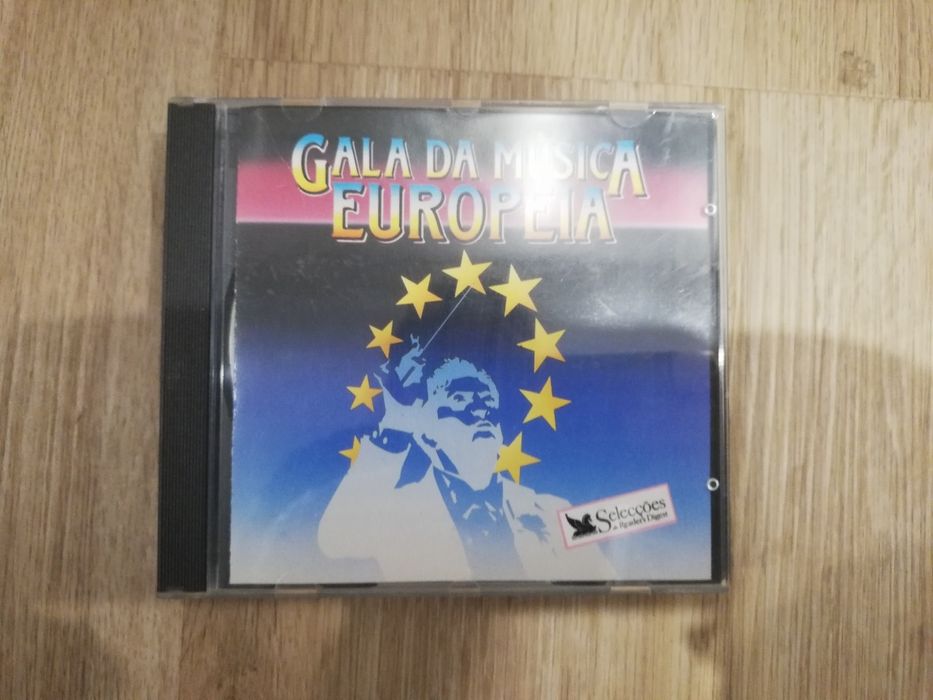 GALA DA MÚSICA
EUROPEIA
Selecções
do Reader's Digest